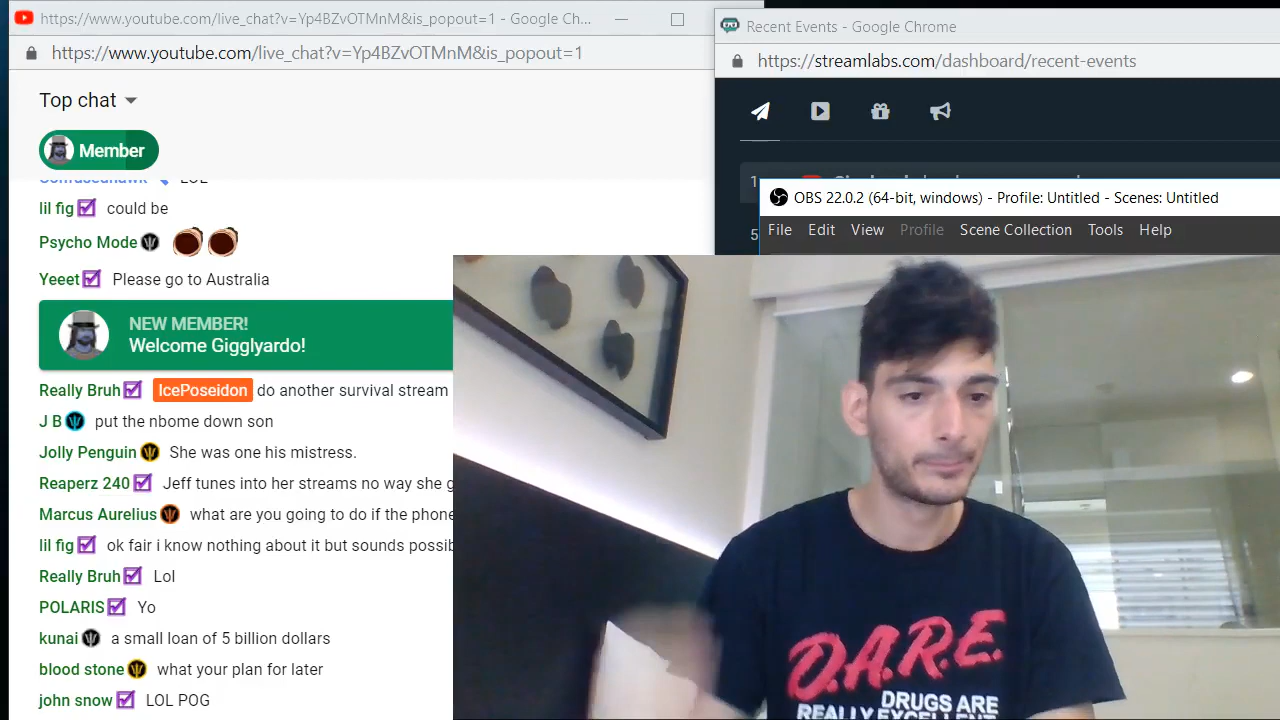 https://www.youtube.com/live_chat?v=Yp4BZvOTMnM&is_popout=1 - Google Ch...
https://www.youtube.com/live_chat?v=Yp4BZvOTMnM&is_popout=1
Top chat
Member
LOL
lil fig could be
Psycho Mode
Yeeet Please go to Australia
NEW MEMBER!
Welcome Gigglyardo!
Really Bruh IcePoseidon do another survival stream
J B put the nbome down son
Jolly Penguin She was one his mistress.
Reaperz 240 Jeff tunes into her streams no way she g
Marcus Aurelius what are you going to do if the phone
lil fig ok fair i know nothing about it but sounds possib
Really Bruh Lol
POLARIS Yo
kunai a small loan of 5 billion dollars
blood stone what your plan for later
john snow LOL POG
Recent Events - Google Chrome
https://streamlabs.com/dashboard/recent-events
1
5
OBS 22.0.2 (64-bit, windows) - Profile: Untitled - Scenes: Untitled
File Edit View Profile Scene Collection Tools Help
D.A.R.E.
DRUGS ARE
REALLY EXCELLENT